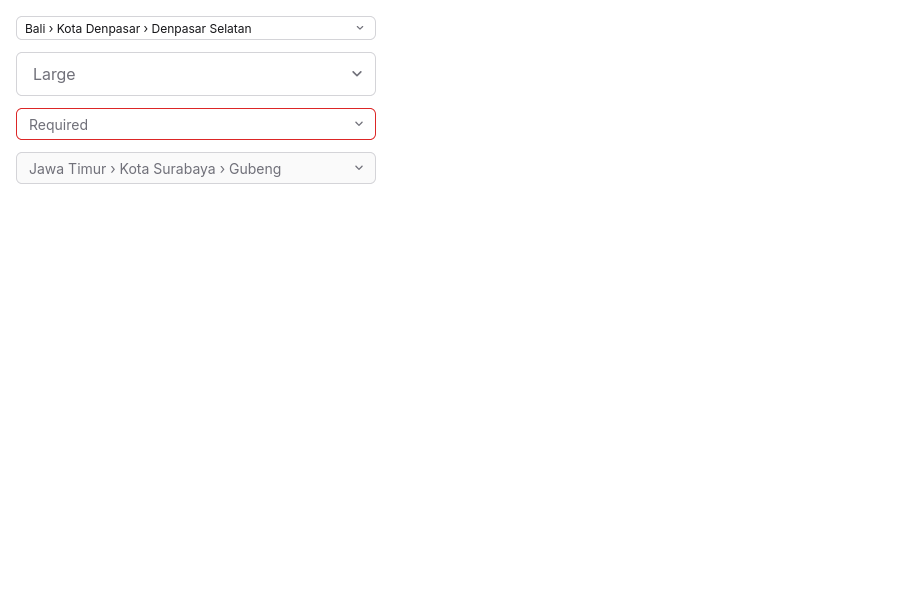 Bali › Kota Denpasar › Denpasar Selatan
Large
Required
Jawa Timur › Kota Surabaya › Gubeng